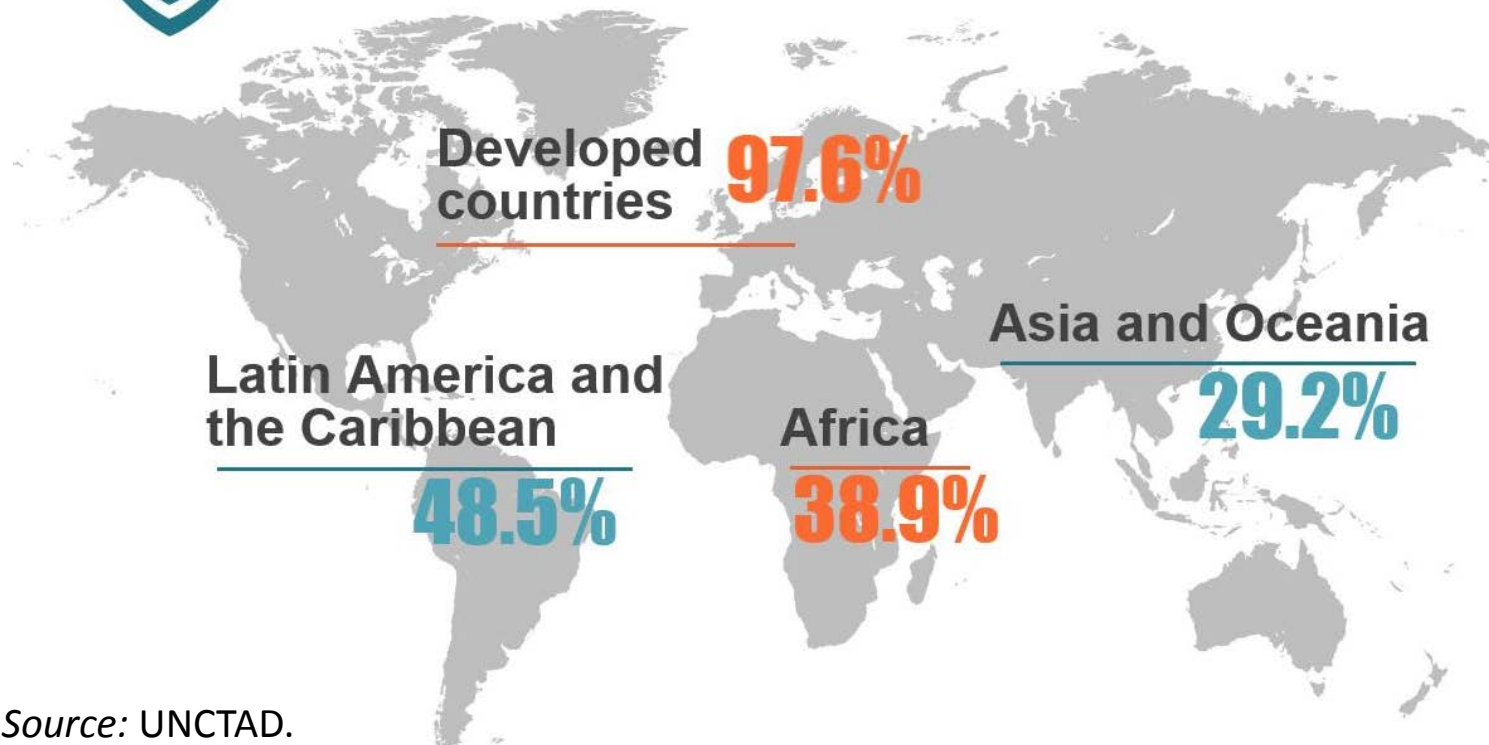 Developed
countries
97.6%
Asia and Oceania
29.2%
Latin America and
the Caribbean
48.5%
Africa
38.9%
Source: UNCTAD.